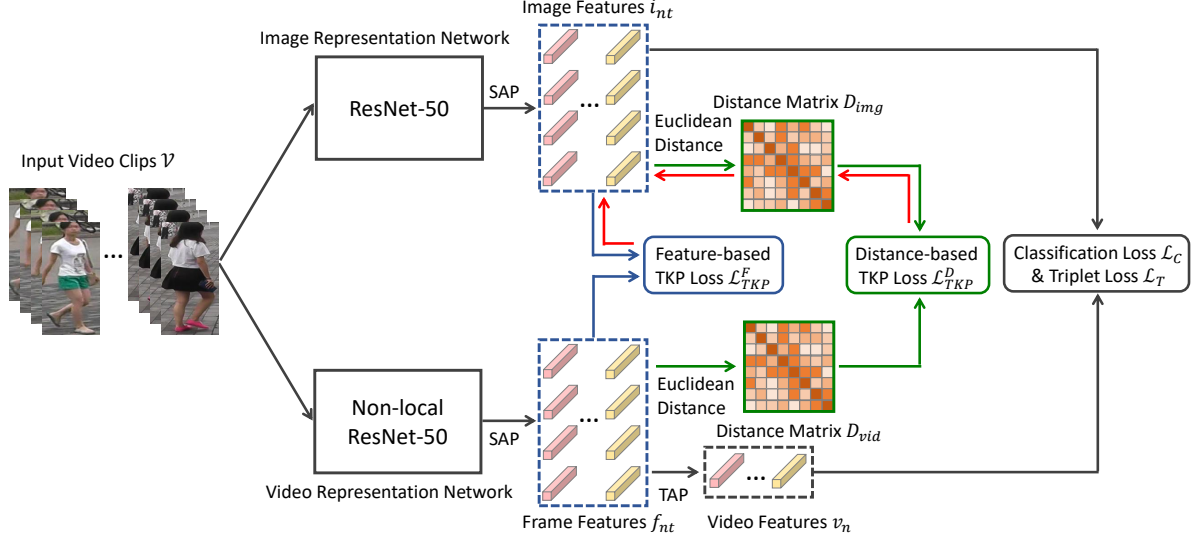 Image Features $i_{nt}$
Image Representation Network
ResNet-50
SAP
...
Euclidean
Distance
Distance Matrix $D_{img}$
Input Video Clips $\mathcal{V}$
...
Feature-based
TKP Loss $\mathcal{L}_{TKP}^{F}$
Distance-based
TKP Loss $\mathcal{L}_{TKP}^{D}$
Classification Loss $\mathcal{L}_C$
& Triplet Loss $\mathcal{L}_T$
Non-local
ResNet-50
SAP
...
Euclidean
Distance
Distance Matrix $D_{vid}$
Video Representation Network
TAP
...
Frame Features $f_{nt}$
Video Features $v_n$